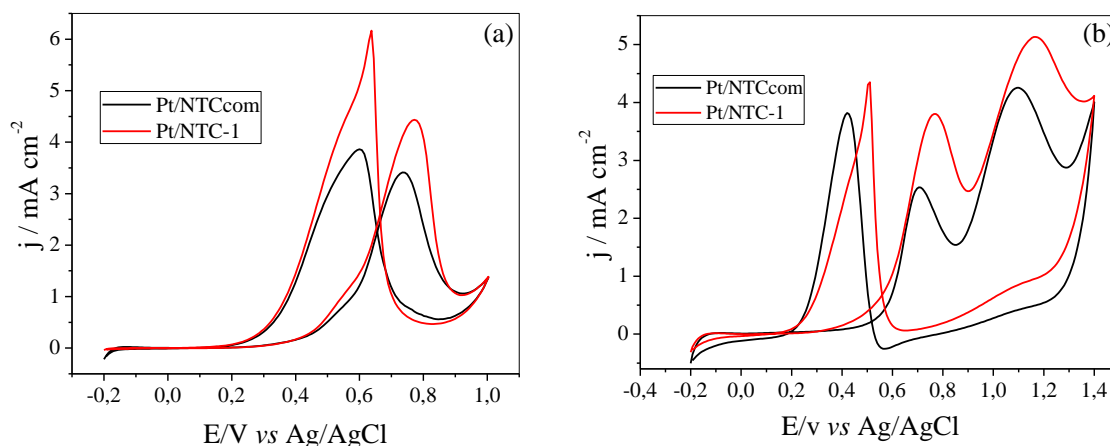 (a)
Pt/NTCcom
Pt/NTC-1
6
5
4
3
2
1
0
-0,2 0,0 0,2 0,4 0,6 0,8 1,0
j / mA cm⁻²
E/V vs Ag/AgCl
(b)
Pt/NTCcom
Pt/NTC-1
5
4
3
2
1
0
-0,2 0,0 0,2 0,4 0,6 0,8 1,0 1,2 1,4
j / mA cm⁻²
E/v vs Ag/AgCl